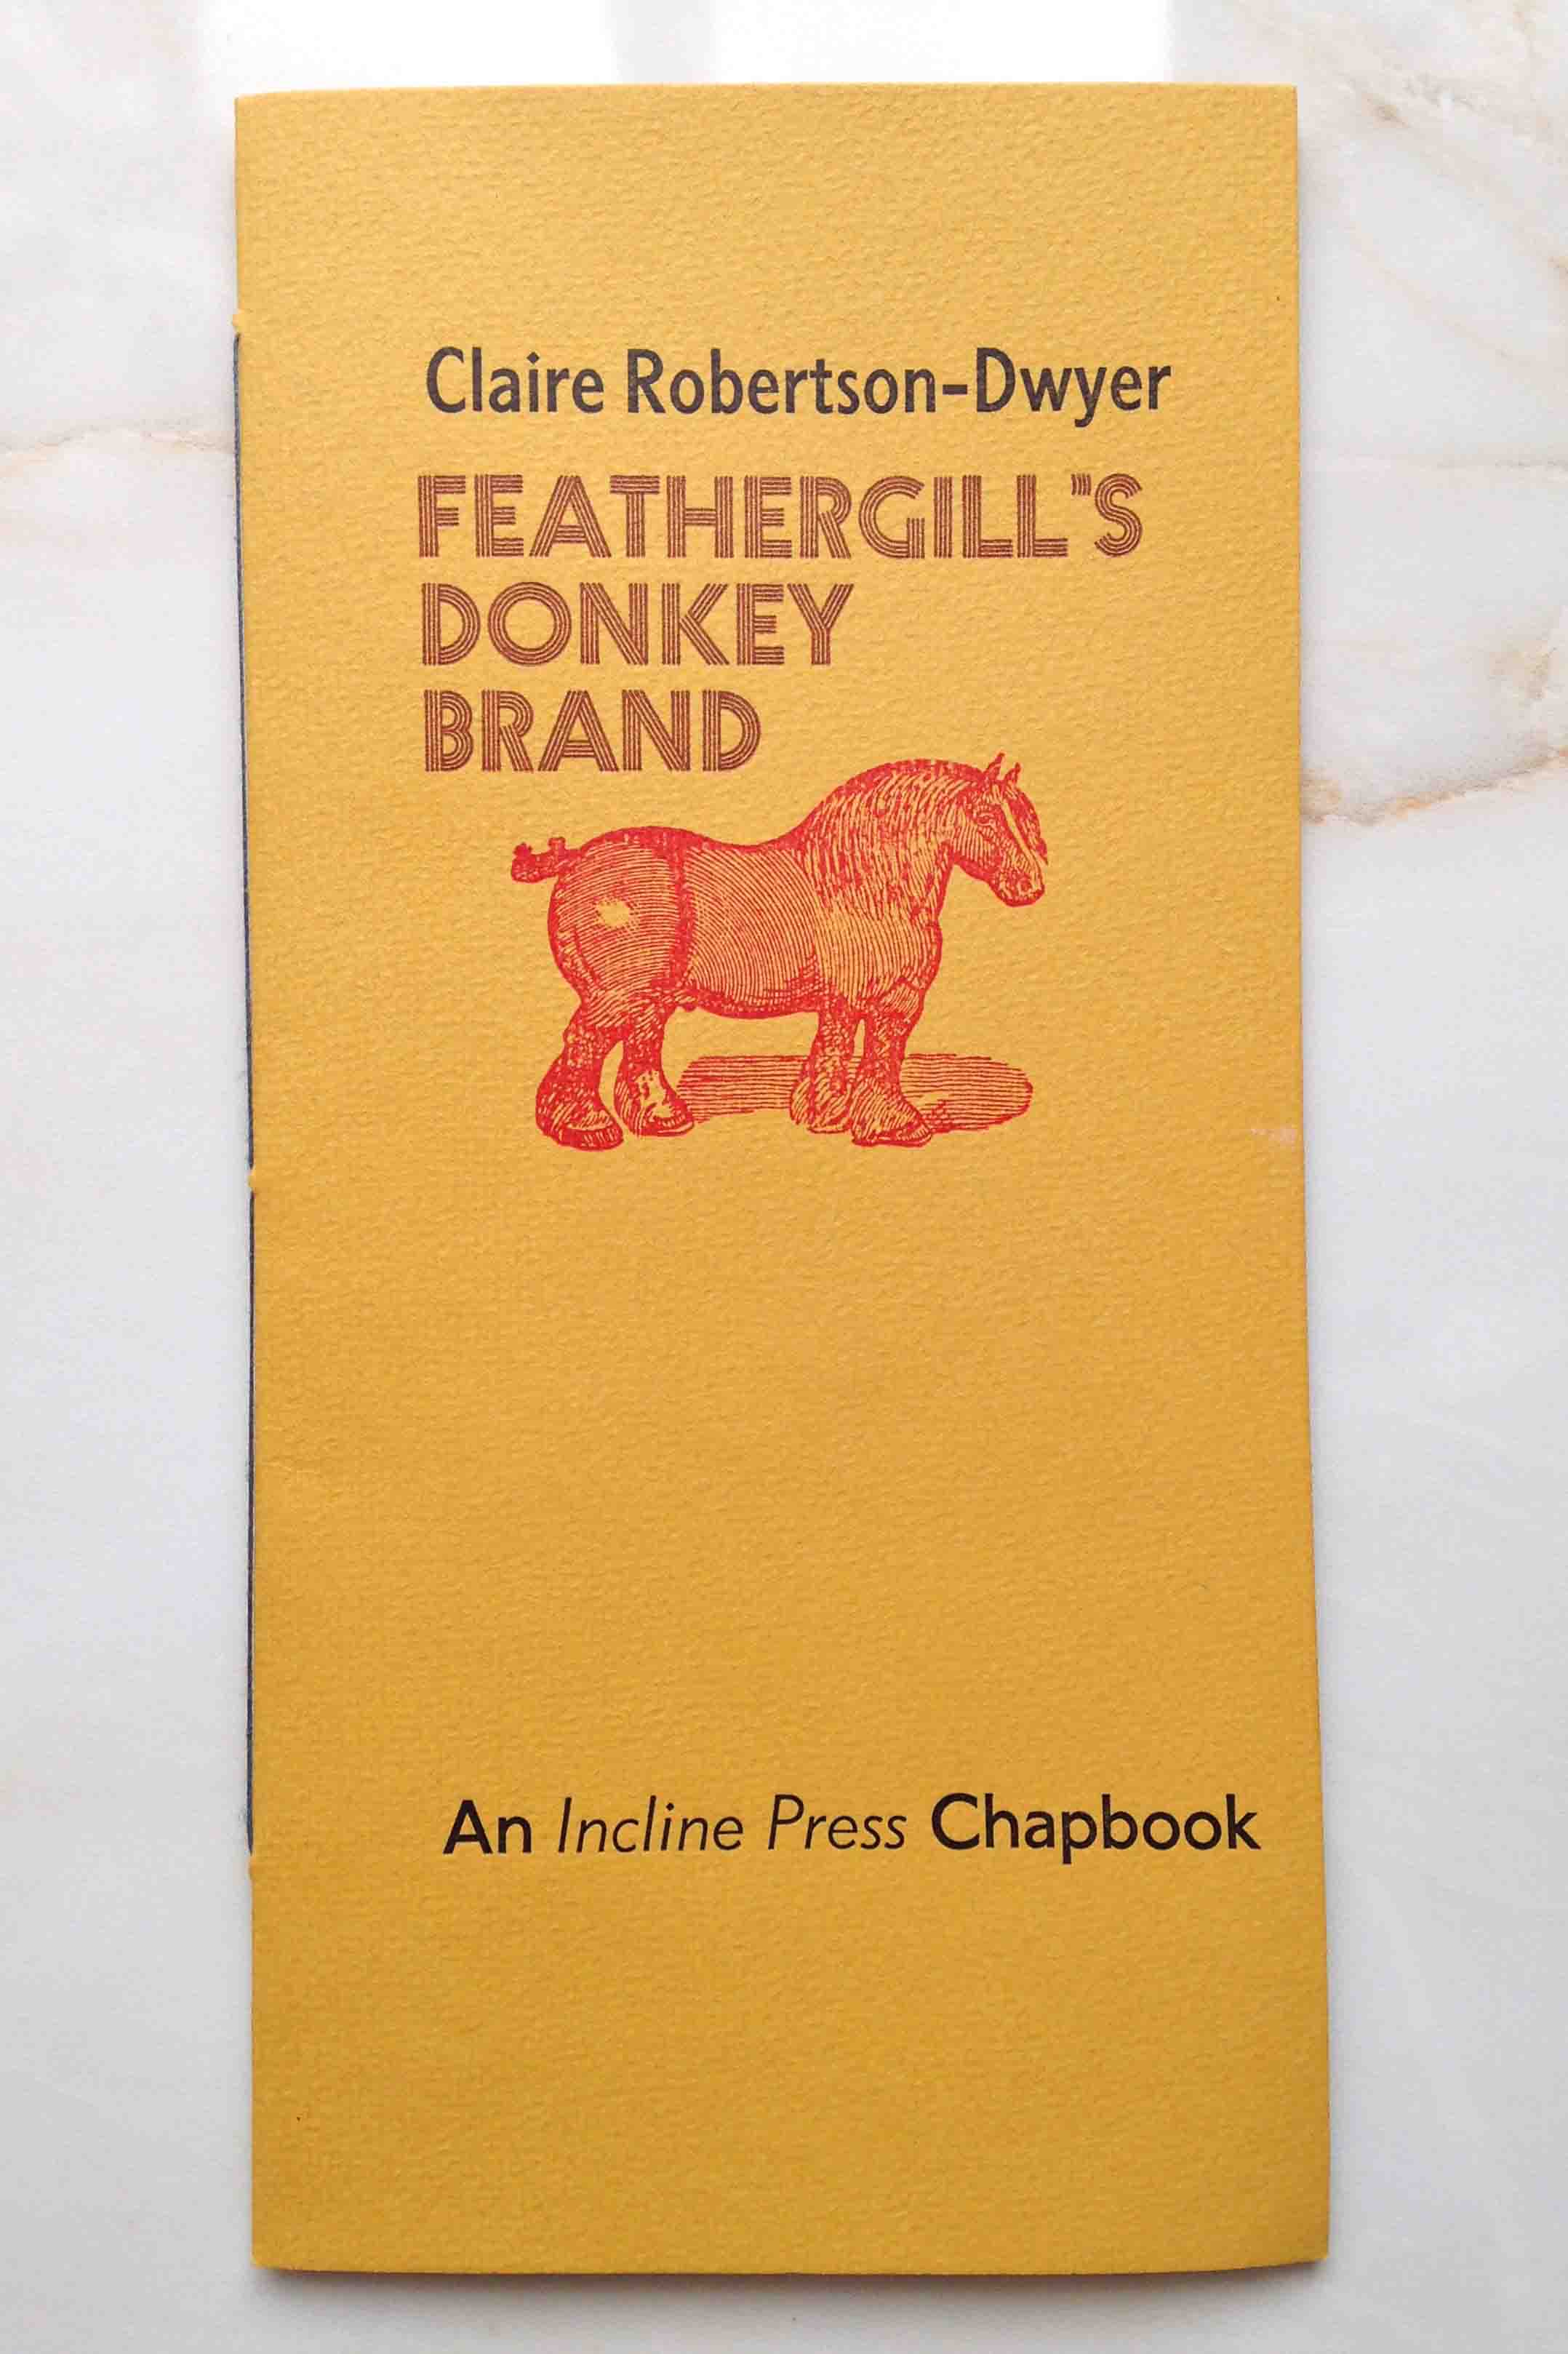 Claire Robertson-Dwyer
FEATHERGILL"S
DONKEY
BRAND
An Incline Press Chapbook